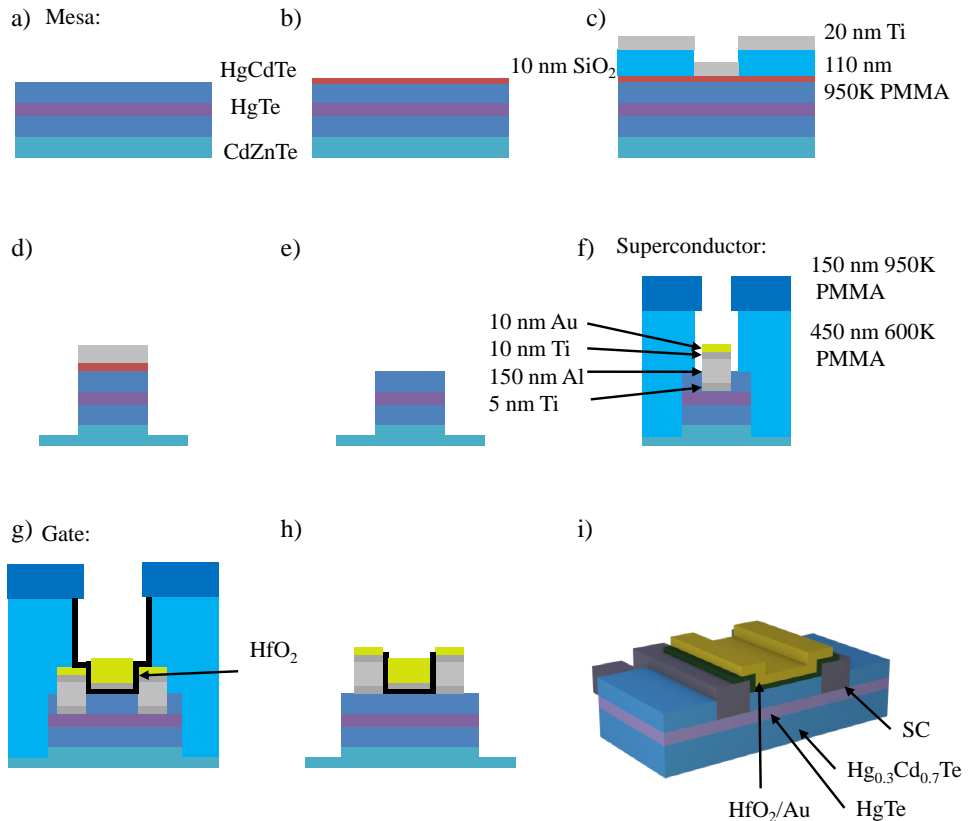 a) Mesa:
HgCdTe
HgTe
CdZnTe
b)
10 nm SiO₂
c)
20 nm Ti
110 nm
950K PMMA
d)
e)
Superconductor:
f)
150 nm 950K
PMMA
450 nm 600K
PMMA
10 nm Au
10 nm Ti
150 nm Al
5 nm Ti
g) Gate:
HfO₂
h)
i)
SC
Hg₀.₃Cd₀.₇Te
HgTe
HfO₂/Au